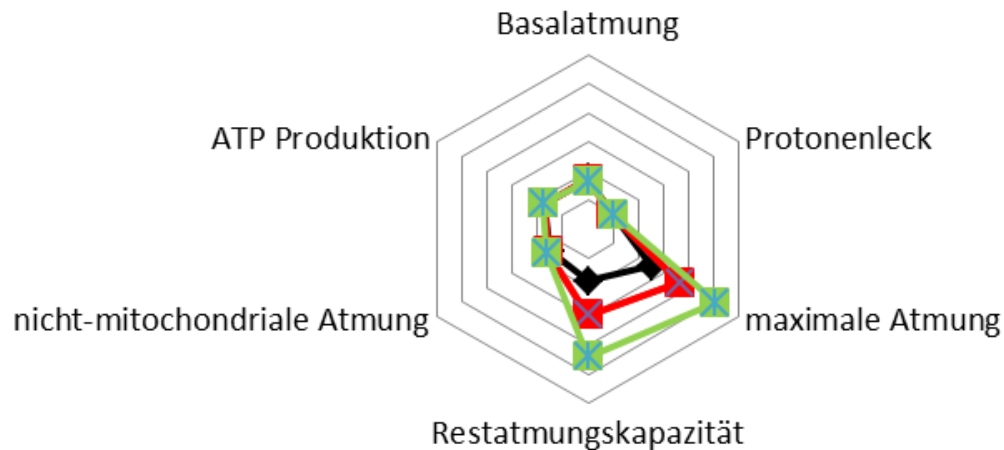 Basalatmung
ATP Produktion
Protonenleck
nicht-mitochondriale Atmung
maximale Atmung
Restatmungskapazität